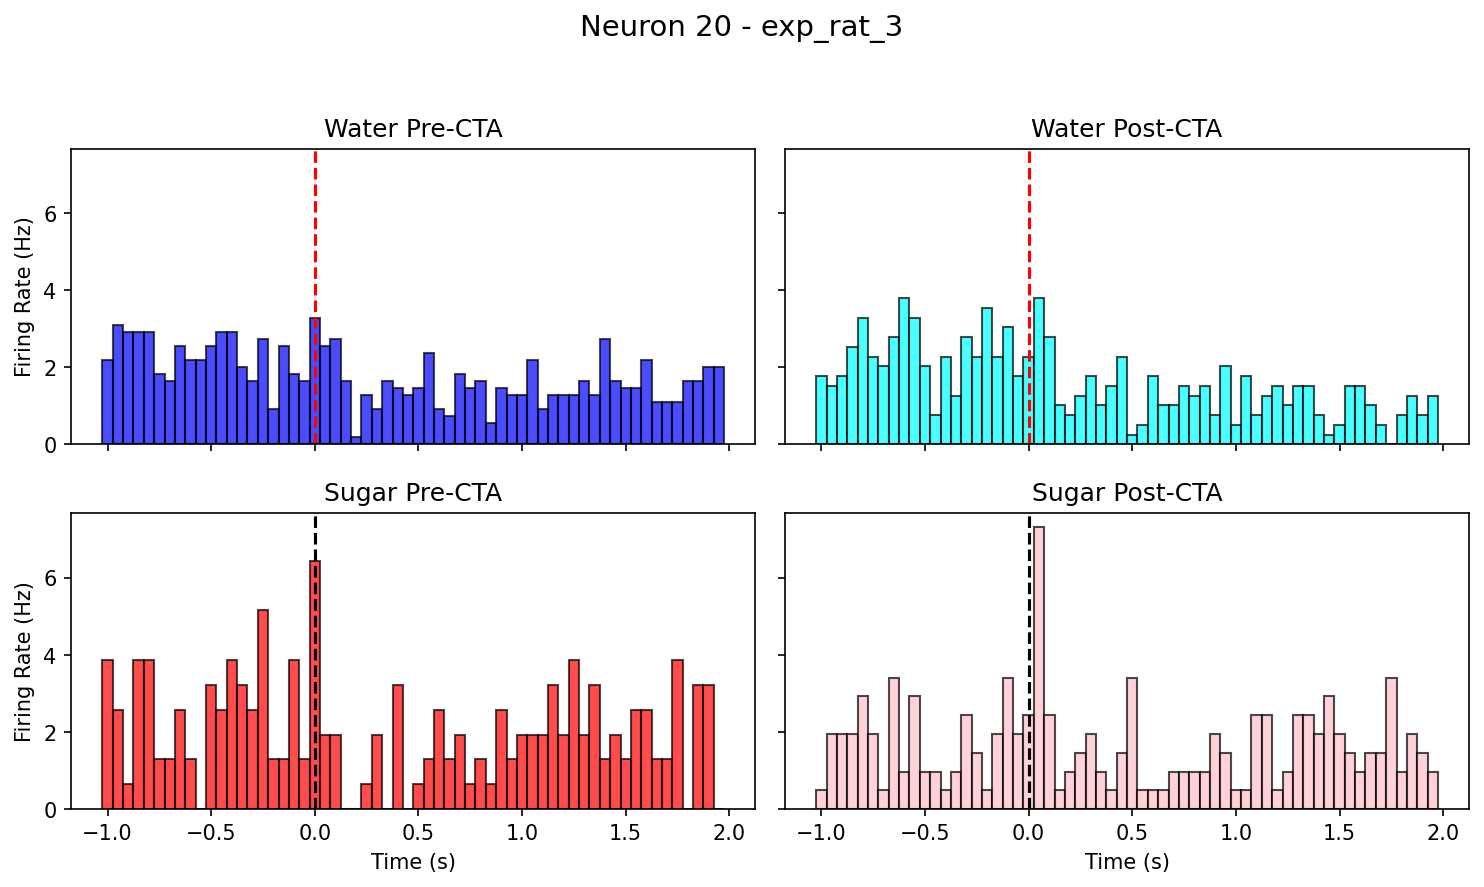 Neuron 20 - exp_rat_3
Water Pre-CTA
Water Post-CTA
Firing Rate (Hz)
6
4
2
0
Sugar Pre-CTA
Sugar Post-CTA
Firing Rate (Hz)
6
4
2
0
−1.0 −0.5 0.0 0.5 1.0 1.5 2.0
−1.0 −0.5 0.0 0.5 1.0 1.5 2.0
Time (s)
Time (s)